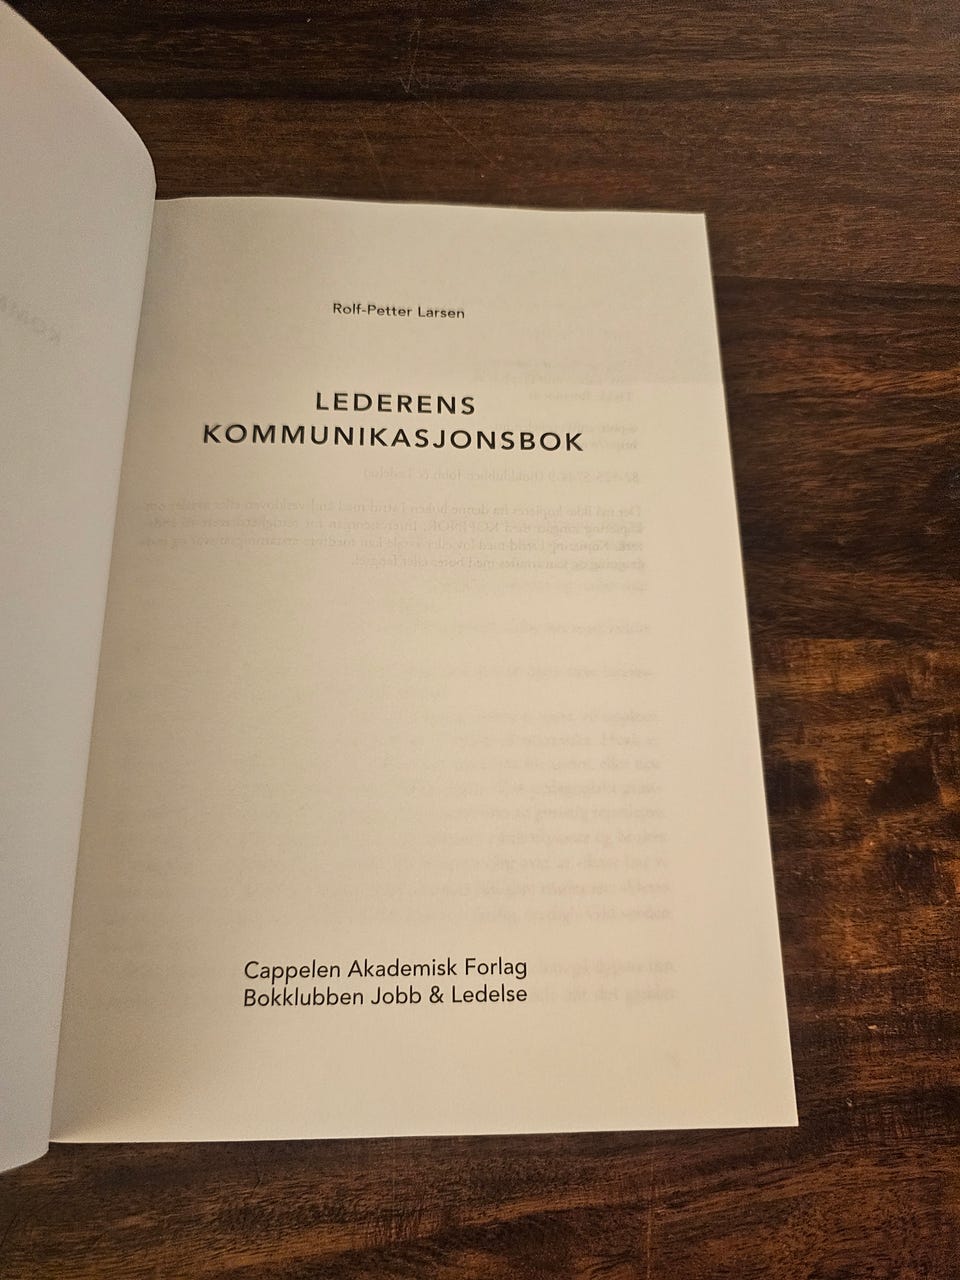 Rolf-Petter Larsen
LEDERENS
KOMMUNIKASJONSBOK
Cappelen Akademisk Forlag
Bokklubben Jobb & Ledelse